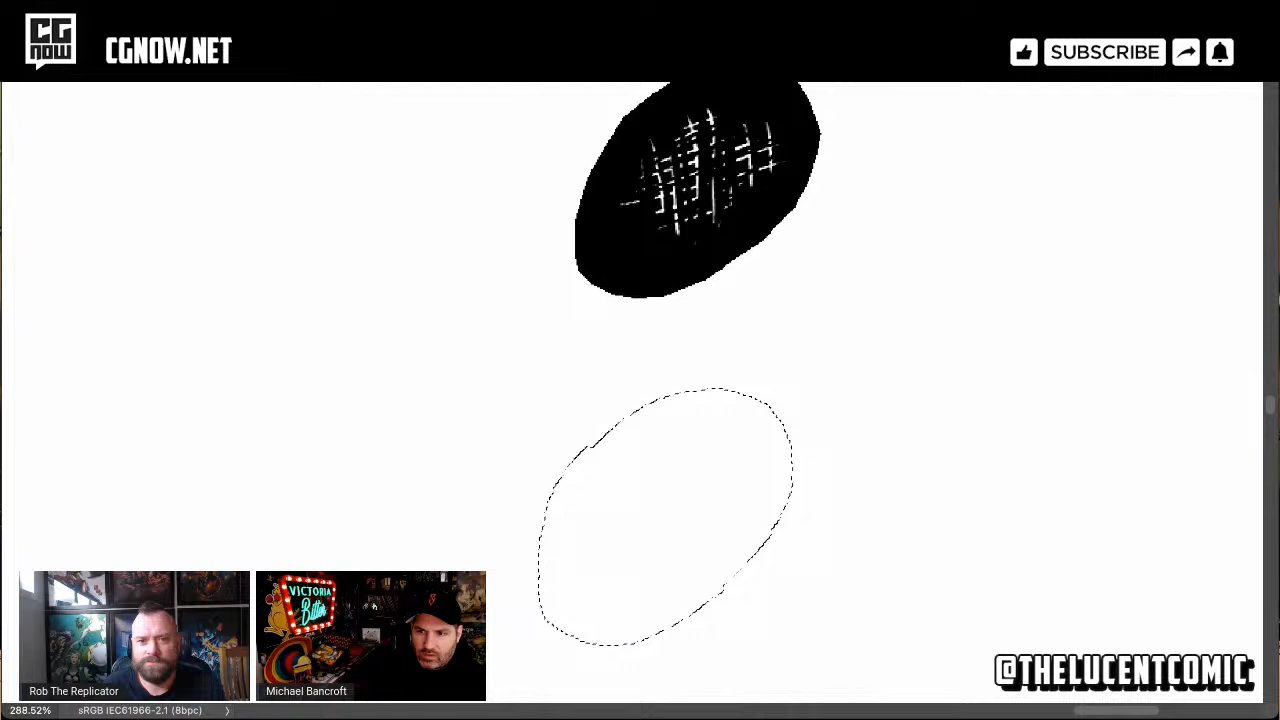 CG
NOW
CGNOW.NET
SUBSCRIBE
VICTORIA
Bitter
Rob The Replicator
Michael Bancroft
@THELUCENTCOMIC
288.52%
sRGB IEC61966-2.1 (8bpc)